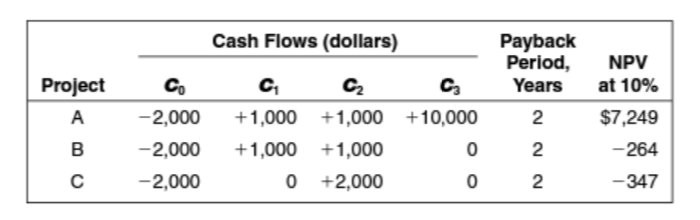 Cash Flows (dollars) Payback
Period, NPV
Project C₀ C₁ C₂ C₃ Years at 10%
A −2,000 +1,000 +1,000 +10,000 2 $7,249
B −2,000 +1,000 +1,000 0 2 −264
C −2,000 0 +2,000 0 2 −347